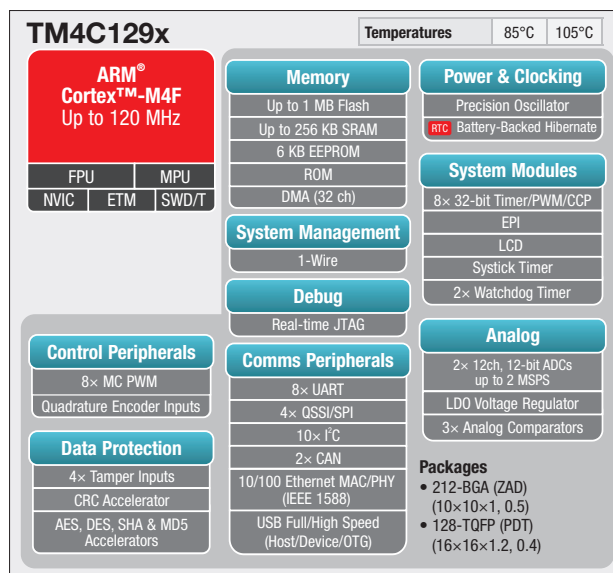 TM4C129x
Temperatures 85°C 105°C
ARM®
Cortex™-M4F
Up to 120 MHz
FPU MPU
NVIC ETM SWD/T
Memory
Up to 1 MB Flash
Up to 256 KB SRAM
6 KB EEPROM
ROM
DMA (32 ch)
System Management
1-Wire
Debug
Real-time JTAG
Power & Clocking
Precision Oscillator
RTC Battery-Backed Hibernate
System Modules
8× 32-bit Timer/PWM/CCP
EPI
LCD
Systick Timer
2× Watchdog Timer
Control Peripherals
8× MC PWM
Quadrature Encoder Inputs
Data Protection
4× Tamper Inputs
CRC Accelerator
AES, DES, SHA & MD5
Accelerators
Comms Peripherals
8× UART
4× QSSI/SPI
10× I²C
2× CAN
10/100 Ethernet MAC/PHY
(IEEE 1588)
USB Full/High Speed
(Host/Device/OTG)
Analog
2× 12ch, 12-bit ADCs
up to 2 MSPS
LDO Voltage Regulator
3× Analog Comparators
Packages
• 212-BGA (ZAD)
(10×10×1, 0.5)
• 128-TQFP (PDT)
(16×16×1.2, 0.4)